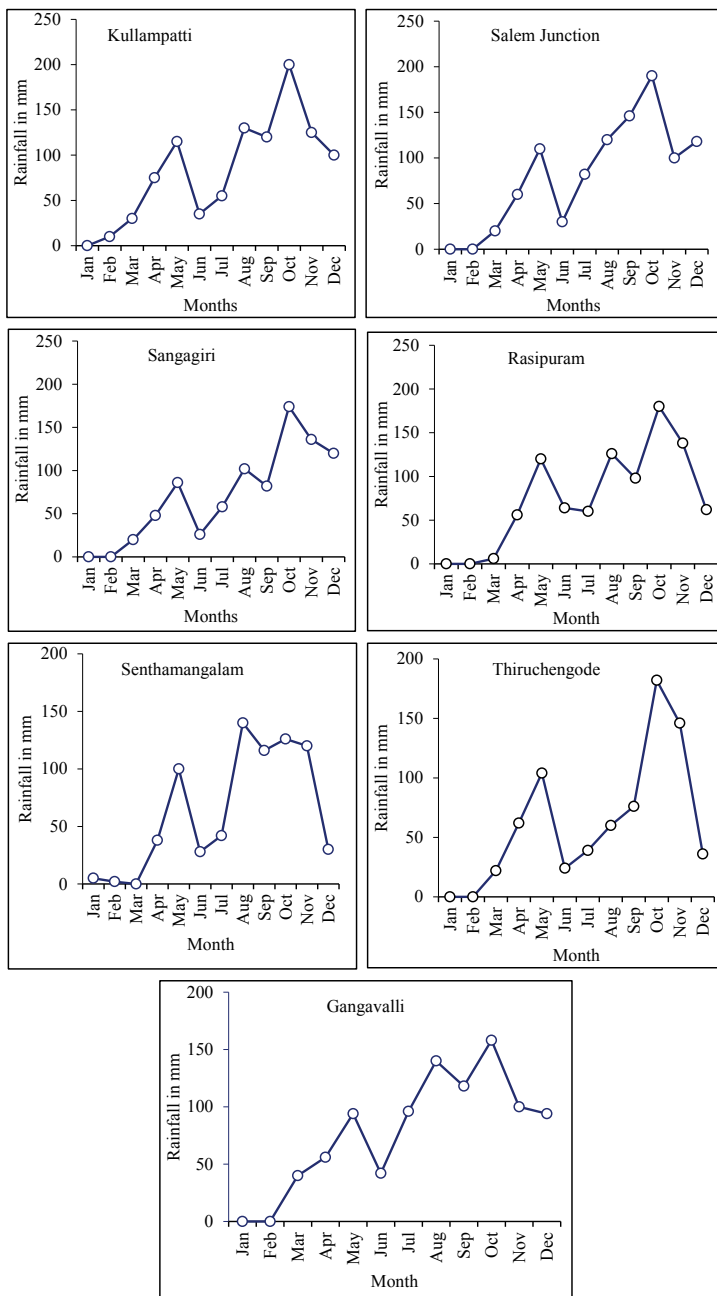 Kullampatti
Rainfall in mm
250
200
150
100
50
0
Jan Feb Mar Apr May Jun Jul Aug Sep Oct Nov Dec
Months
Salem Junction
Rainfall in mm
250
200
150
100
50
0
Jan Feb Mar Apr May Jun Jul Aug Sep Oct Nov Dec
Months
Sangagiri
Rainfall in mm
250
200
150
100
50
0
Jan Feb Mar Apr May Jun Jul Aug Sep Oct Nov Dec
Months
Rasipuram
Rainfall in mm
250
200
150
100
50
0
Jan Feb Mar Apr May Jun Jul Aug Sep Oct Nov Dec
Months
Senthamangalam
Rainfall in mm
200
150
100
50
0
Jan Feb Mar Apr May Jun Jul Aug Sep Oct Nov Dec
Month
Thiruchengode
Rainfall in mm
200
150
100
50
0
Jan Feb Mar Apr May Jun Jul Aug Sep Oct Nov Dec
Month
Gangavalli
Rainfall in mm
200
150
100
50
0
Jan Feb Mar Apr May Jun Jul Aug Sep Oct Nov Dec
Month